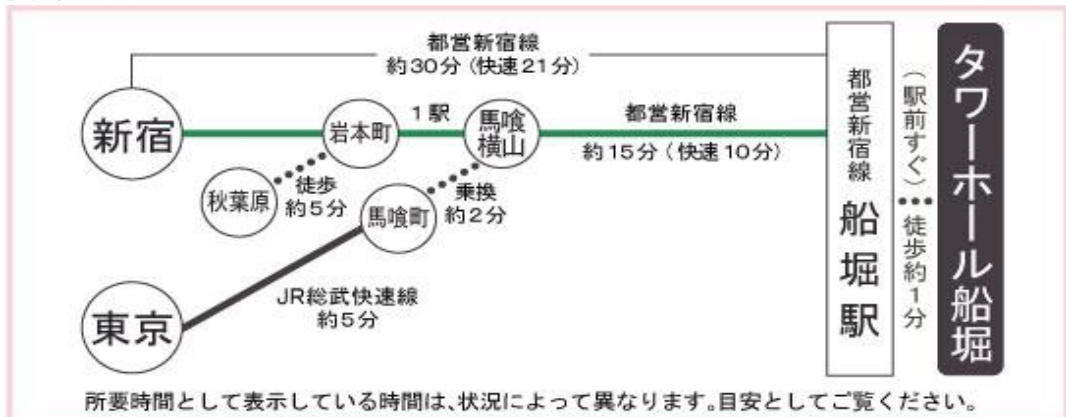 都営新宿線
約30分(快速21分)
新宿
岩本町
1駅
馬喰
横山
都営新宿線
約15分(快速10分)
秋葉原
徒歩
約5分
馬喰町
乗換
約2分
東京
JR総武快速線
約5分
都営新宿線 船堀駅
(駅前すぐ)
徒歩約1分
タワーホール船堀
所要時間として表示している時間は、状況によって異なります。目安としてご覧ください。